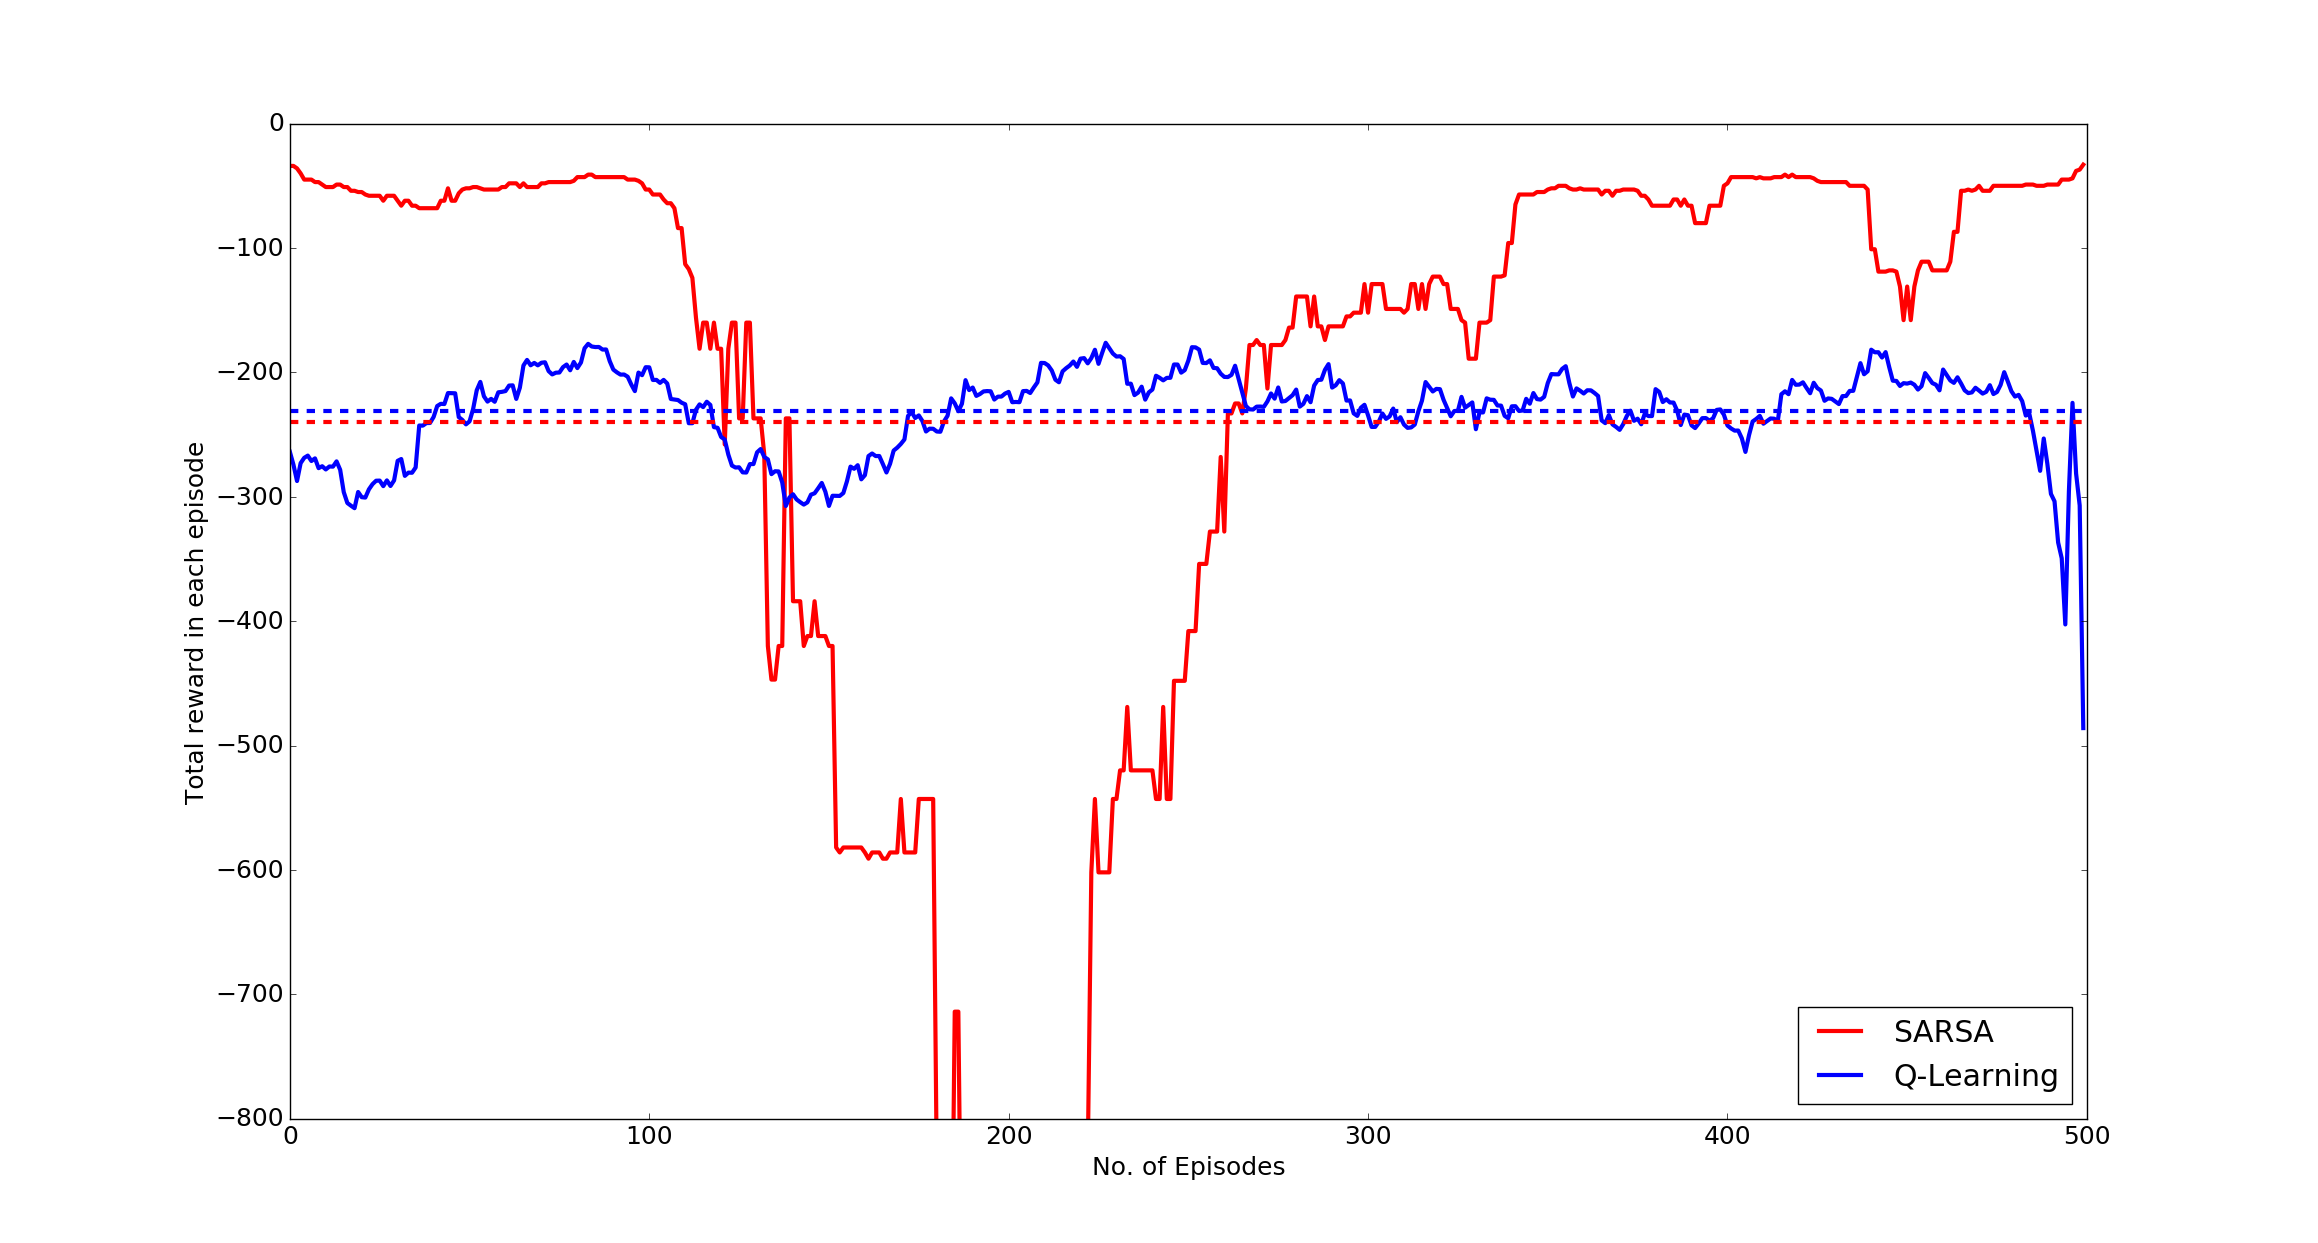 0
−100
−200
−300
−400
−500
−600
−700
−800
Total reward in each episode
0 100 200 300 400 500
No. of Episodes
SARSA
Q-Learning